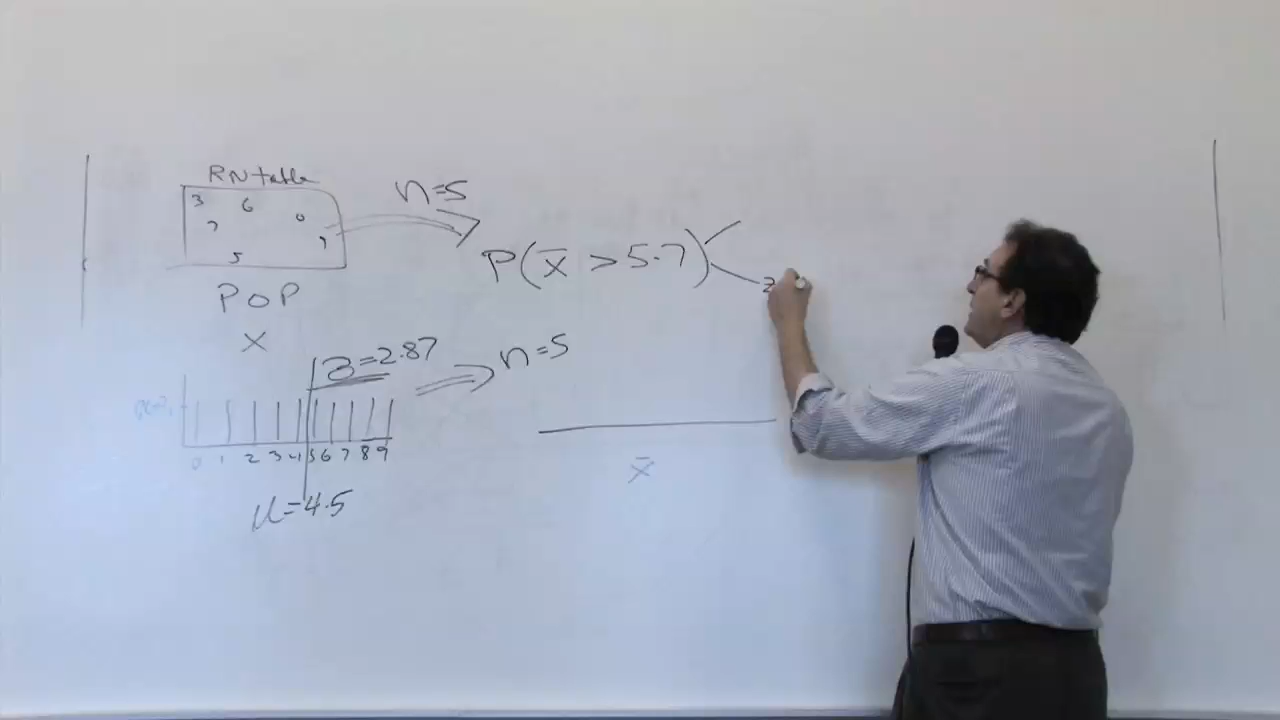 RN table
3 6 0
7 9
5
POP
X
n=5
P(x̄ > 5.7)
z
σ=2.87
n=5
0 1 2 3 4 5 6 7 8 9
μ=4.5
x̄